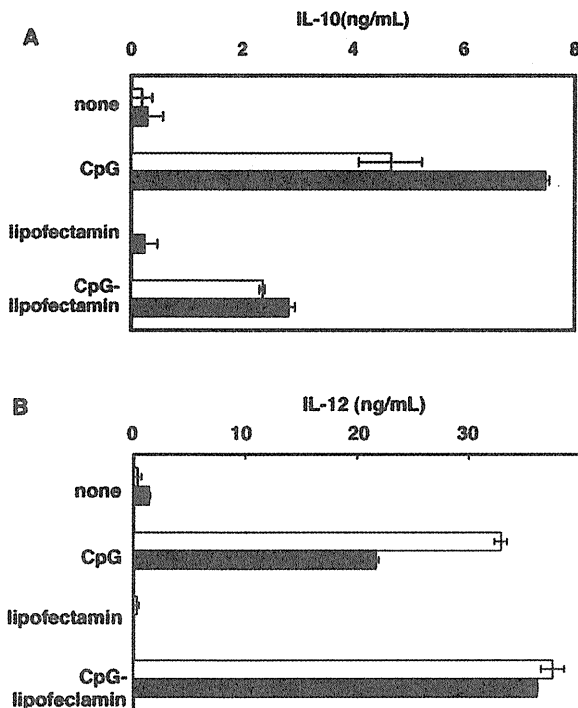 A
IL-10(ng/mL)
0 2 4 6 8
none
CpG
lipofectamin
CpG-
lipofectamin
B
IL-12 (ng/mL)
0 10 20 30
none
CpG
lipofectamin
CpG-
lipofeclamin